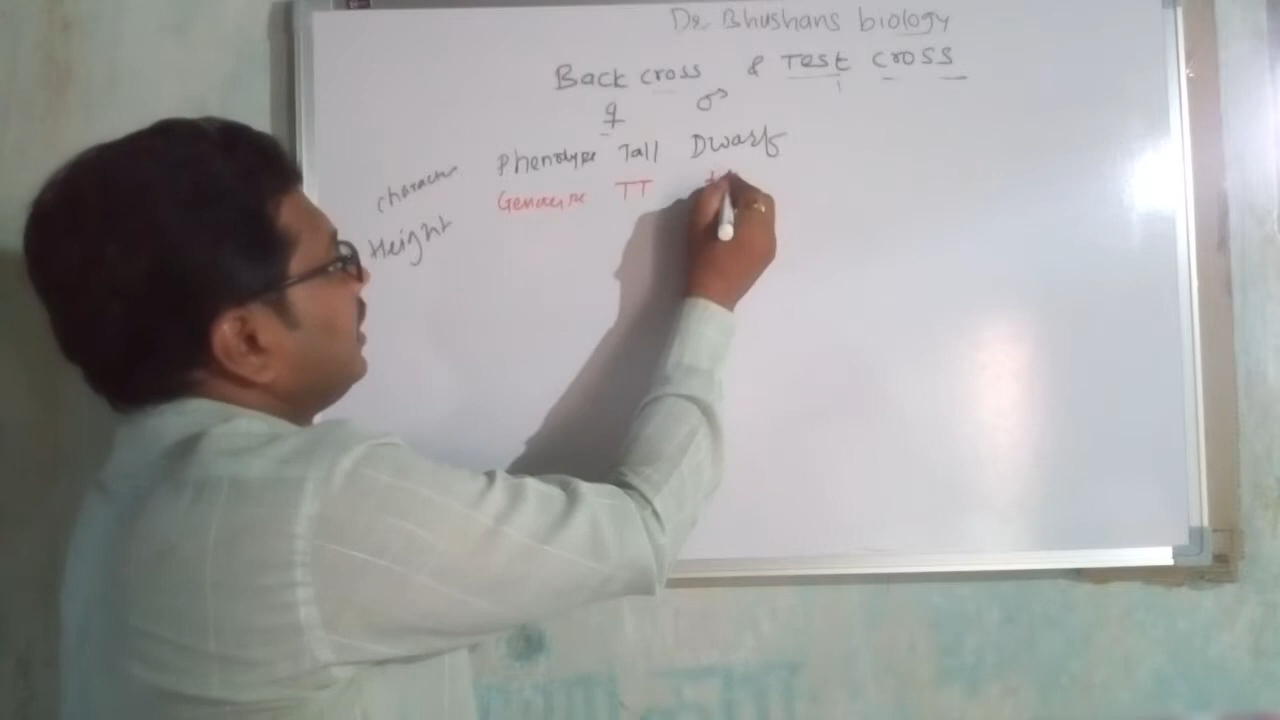 Dr. Bhushans biology
Back cross & Test cross
♀ ♂
character Phenotype Tall Dwarf
Height Genotype TT t